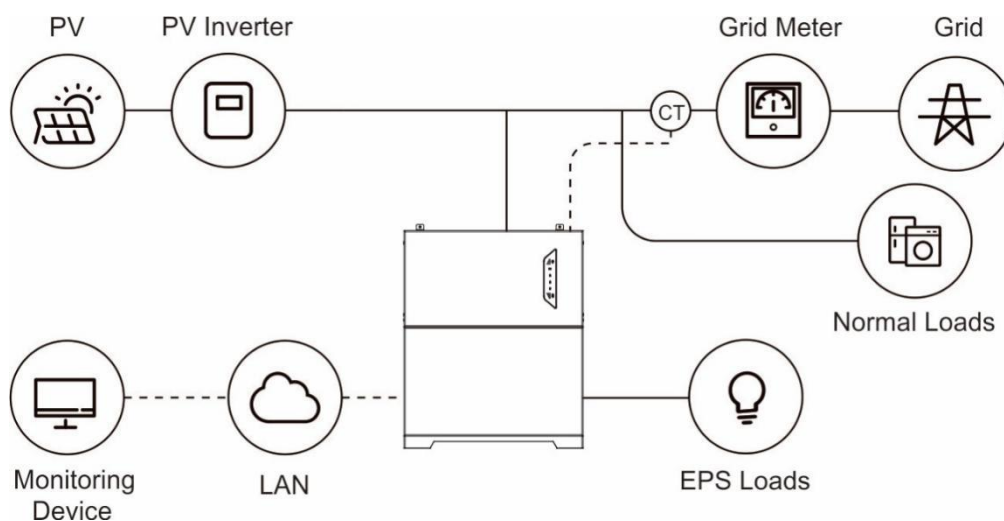 PV
PV Inverter
Grid Meter
Grid
CT
Normal Loads
Monitoring
Device
LAN
EPS Loads